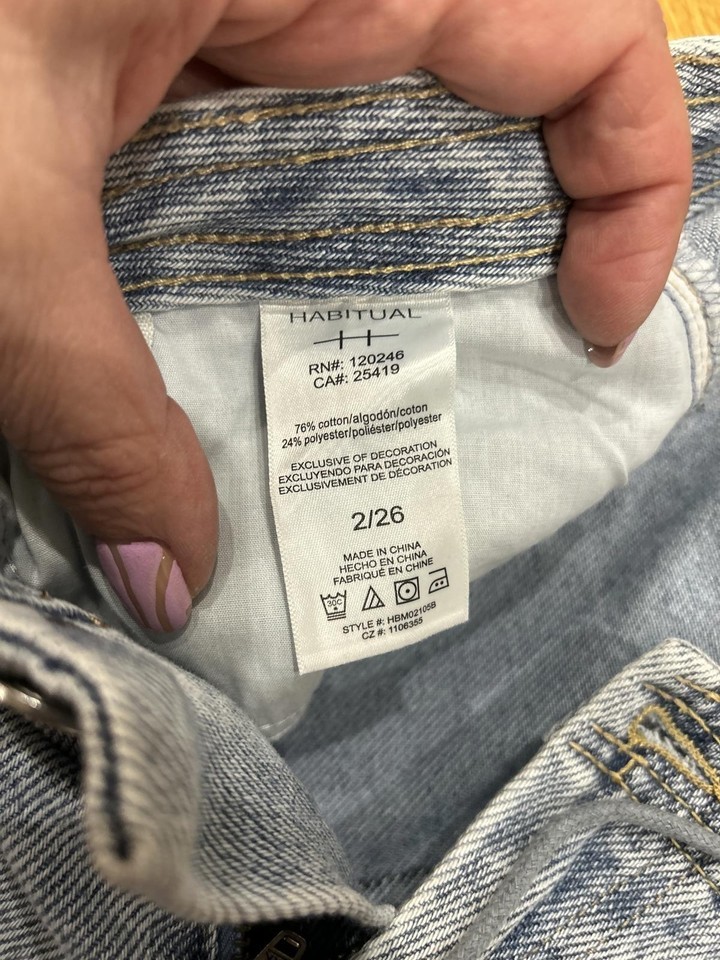 HABITUAL
RN#: 120246
CA#: 25419
76% cotton/algodón/coton
24% polyester/poliéster/polyester
EXCLUSIVE OF DECORATION
EXCLUYENDO PARA DECORACIÓN
EXCLUSIVEMENT DE DÉCORATION
2/26
MADE IN CHINA
HECHO EN CHINA
FABRIQUÉ EN CHINE
30C
STYLE #: HBM02105B
CZ #: 1106355